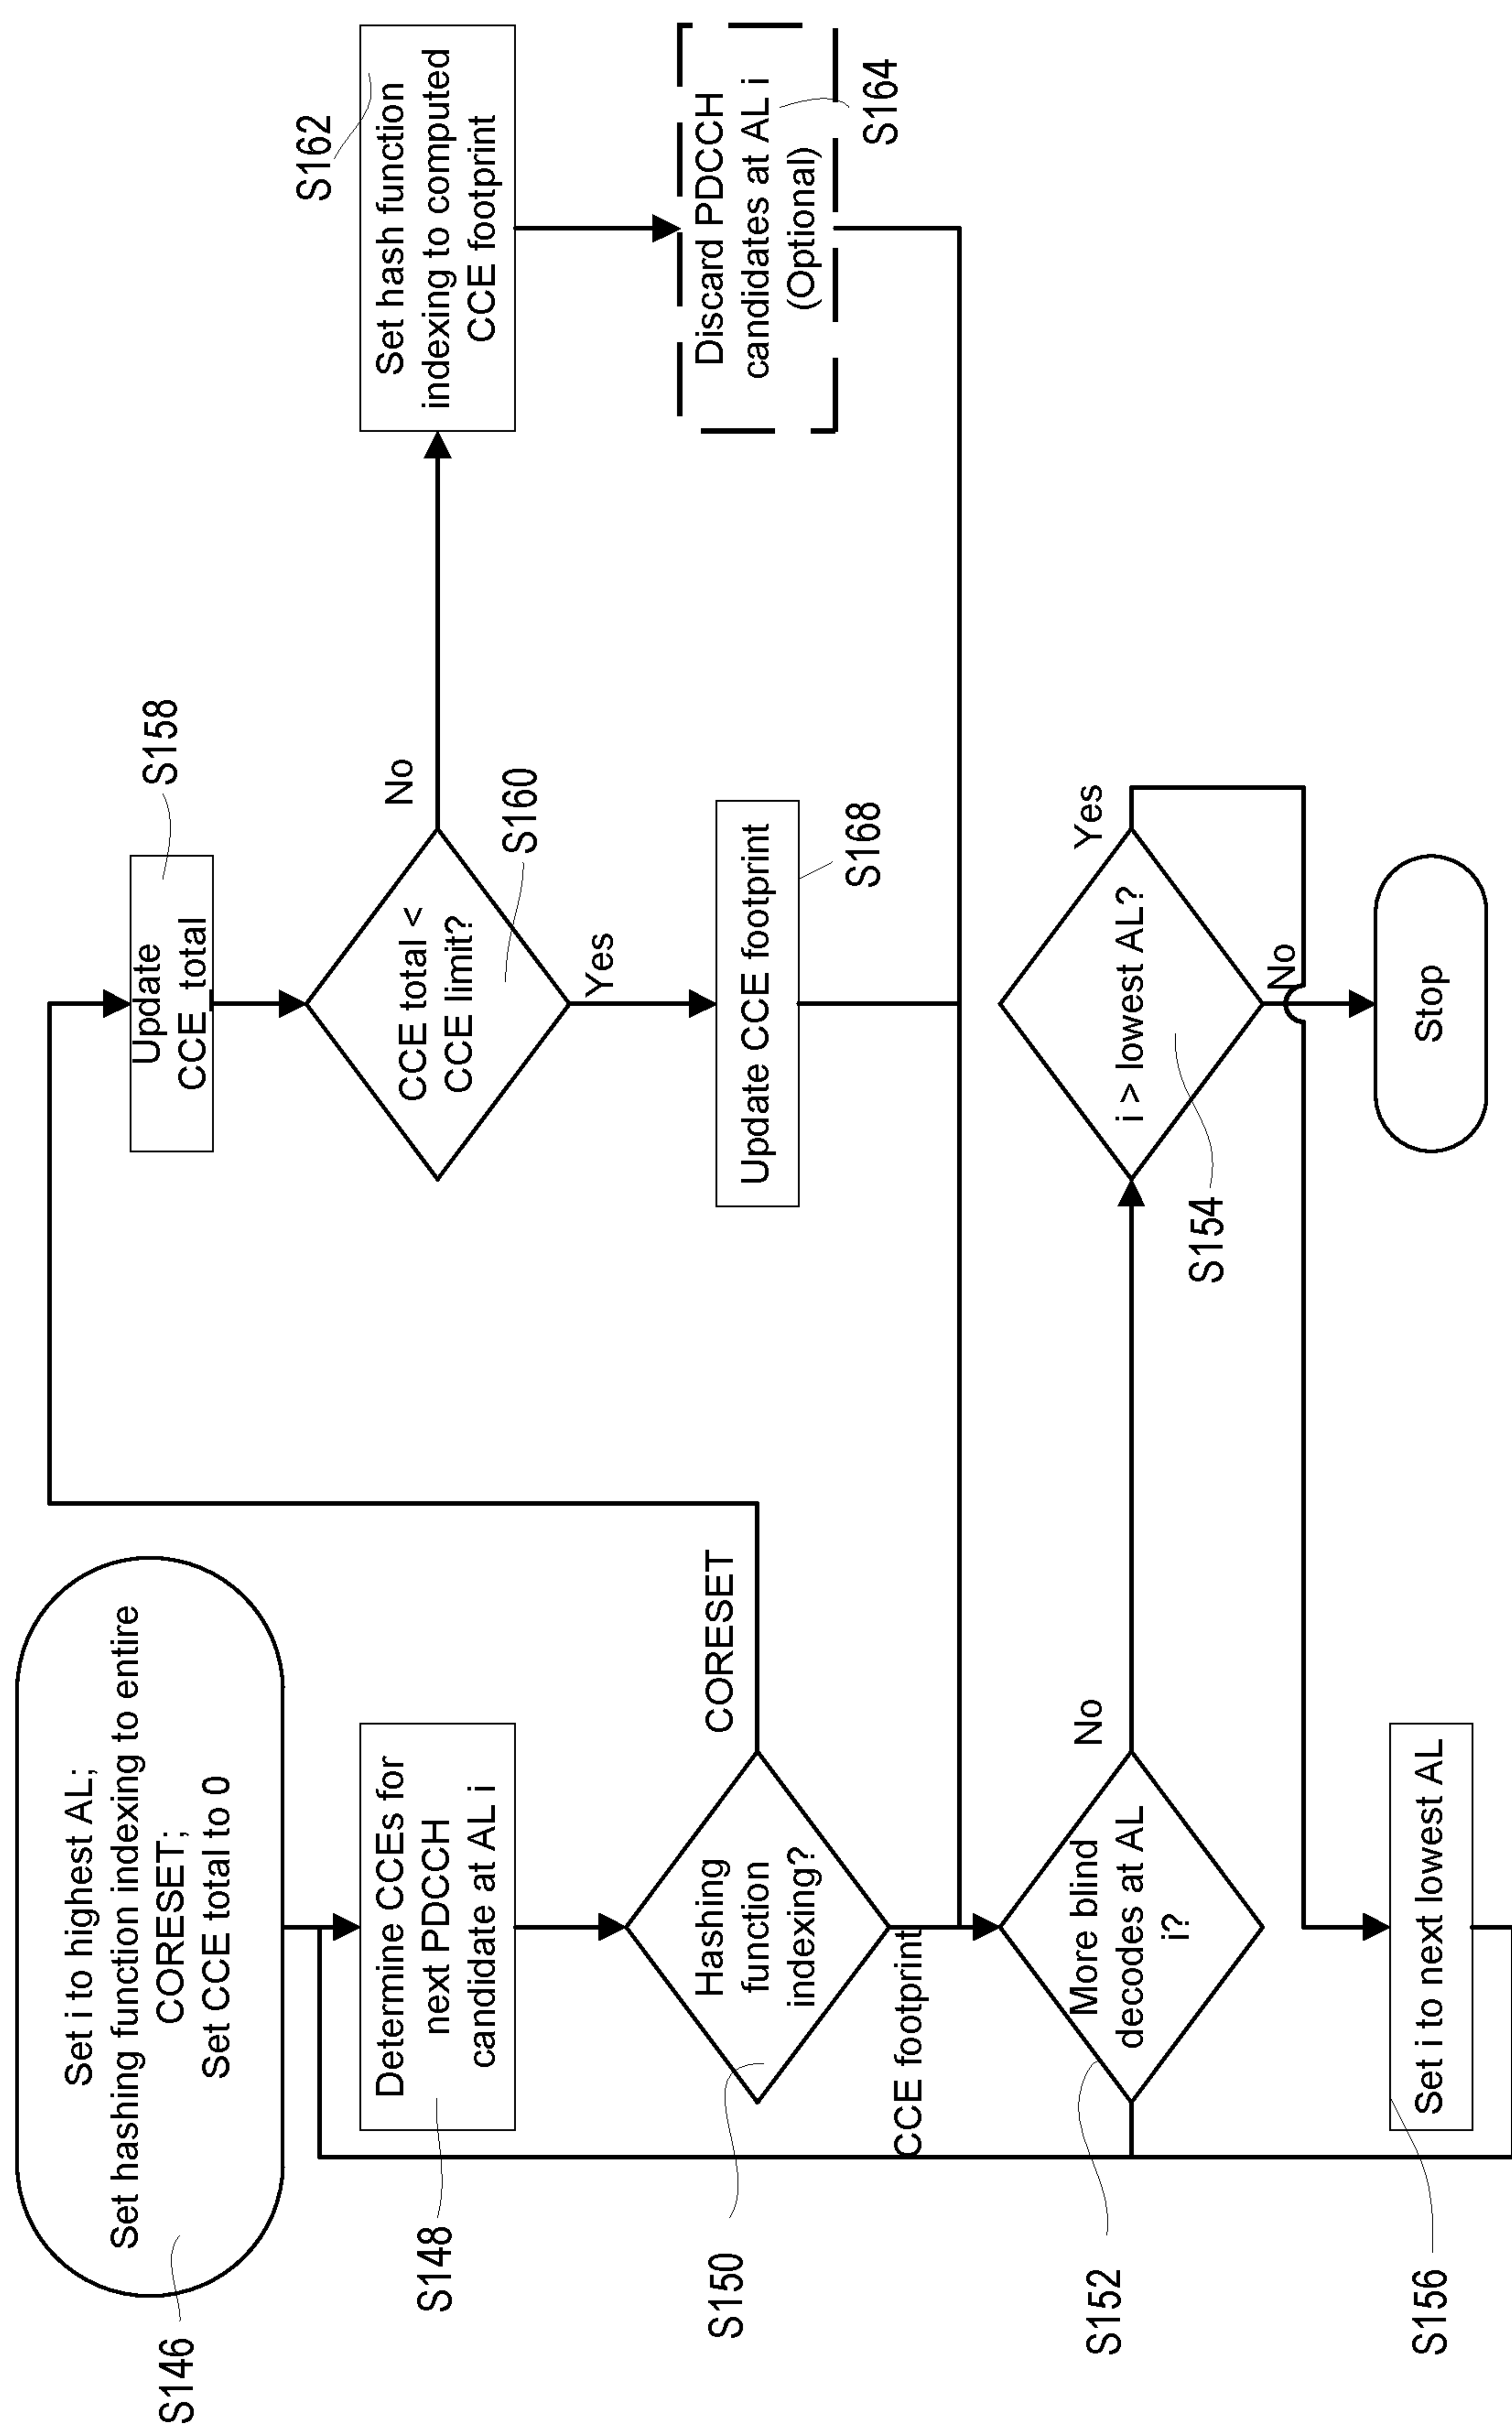 Set i to highest AL;
Set hashing function indexing to entire
CORESET;
Set CCE total to 0
S146
Determine CCEs for
next PDCCH
candidate at AL i
S148
Hashing
function
indexing?
S150
CORESET
CCE footprint
More blind
decodes at AL
i?
S152
No
i > lowest AL?
S154
Yes
No
Stop
Set i to next lowest AL
S156
Update
CCE_total
S158
CCE total <
CCE limit?
S160
No
Yes
Set hash function
indexing to computed
CCE footprint
S162
Discard PDCCH
candidates at AL i
(Optional)
S164
Update CCE footprint
S168